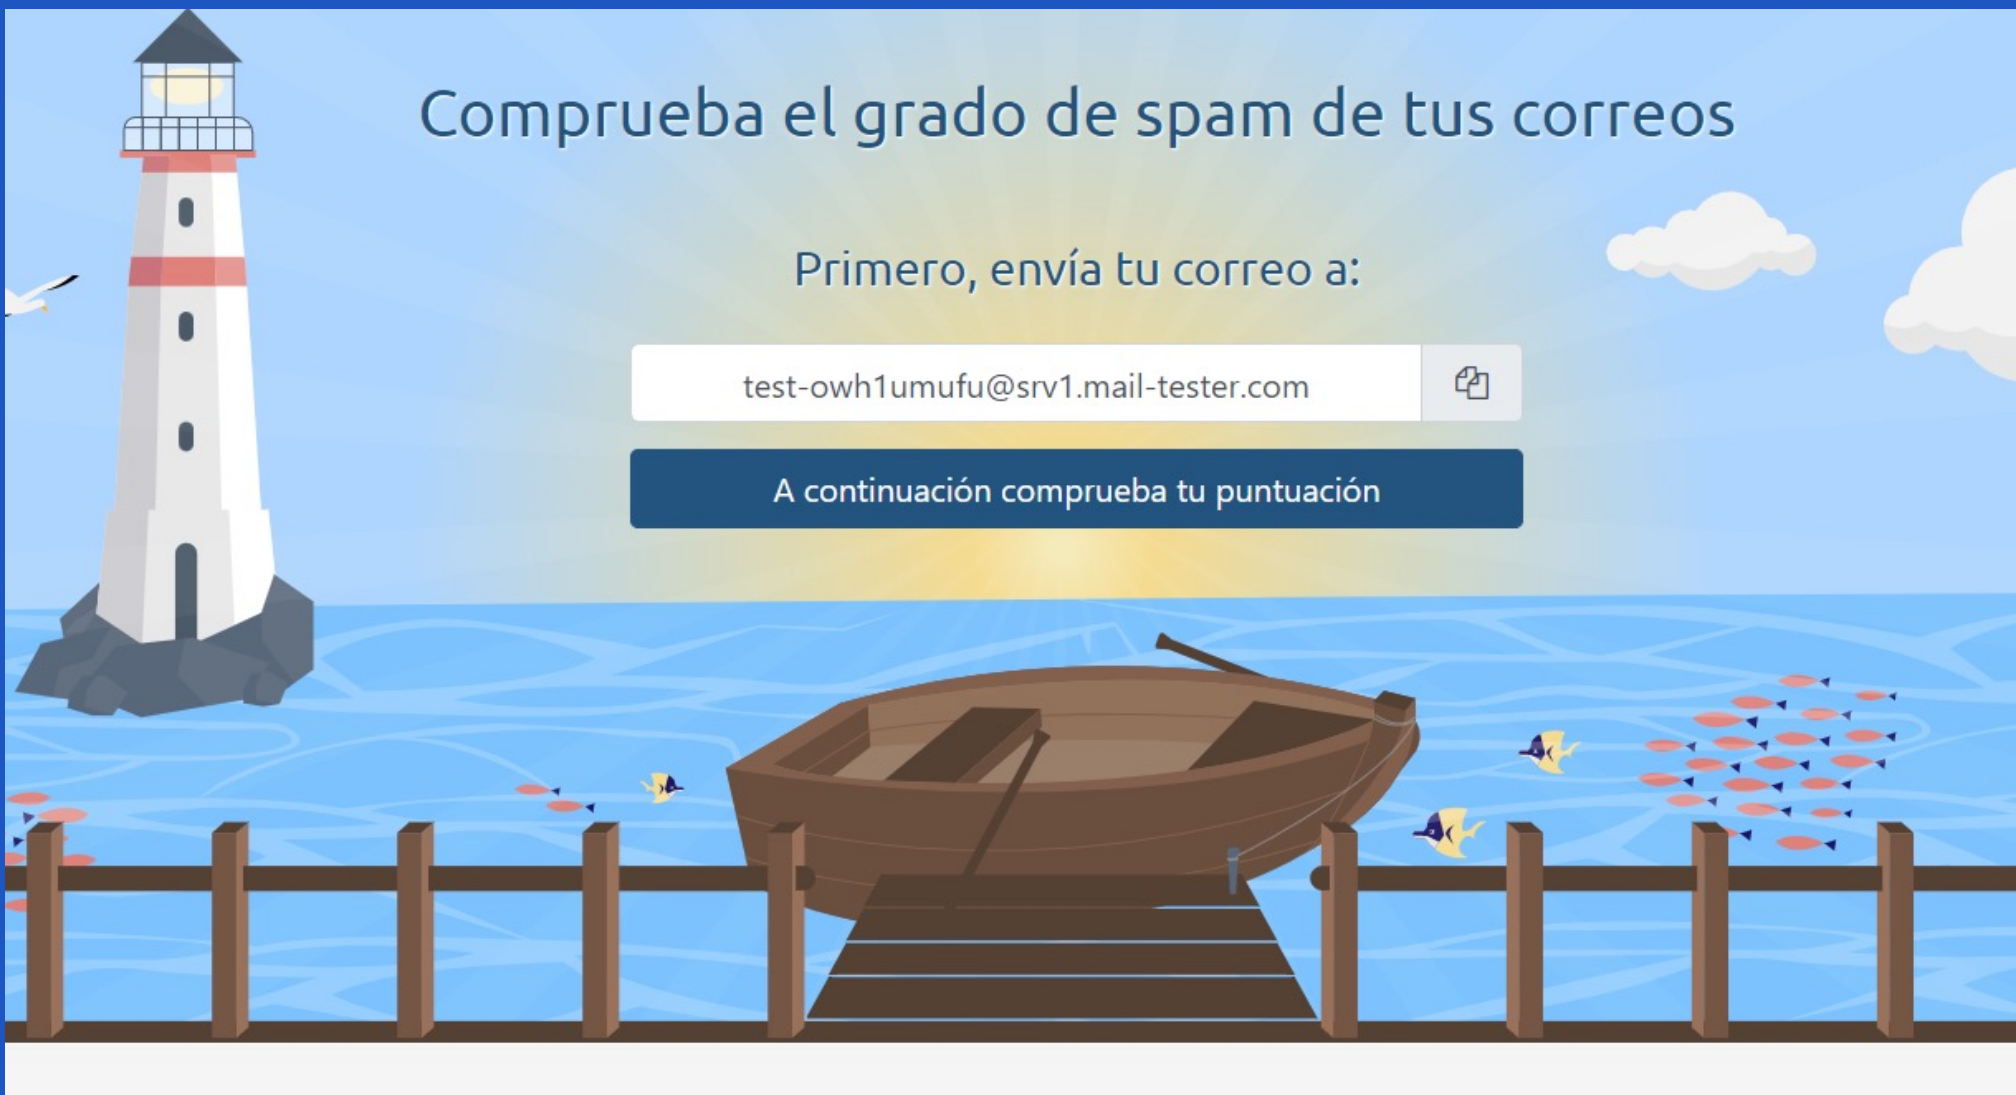 Comprueba el grado de spam de tus correos
Primero, envía tu correo a:
test-owh1umufu@srv1.mail-tester.com
A continuación comprueba tu puntuación